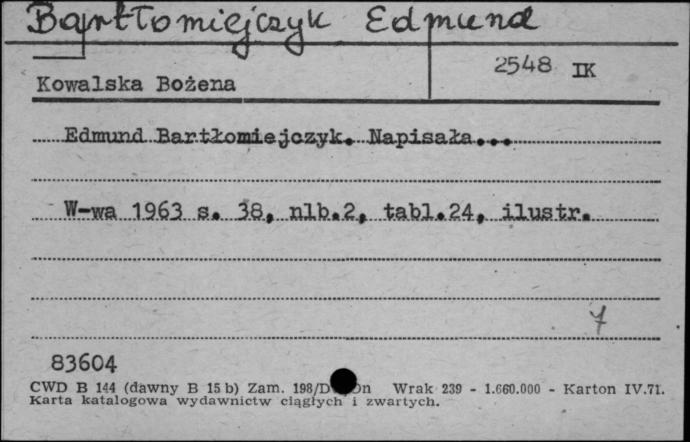 Bartłomiejczyk Edmund
2548 IK
Kowalska Bożena
Edmund Bartłomiejczyk. Napisała...
W-wa 1963 s. 38, nlb.2, tabl.24, ilustr.
7
83604
CWD B 144 (dawny B 15 b) Zam. 198/D Wrak 239 - 1.660.000 - Karton IV.71.
Karta katalogowa wydawnictw ciągłych i zwartych.